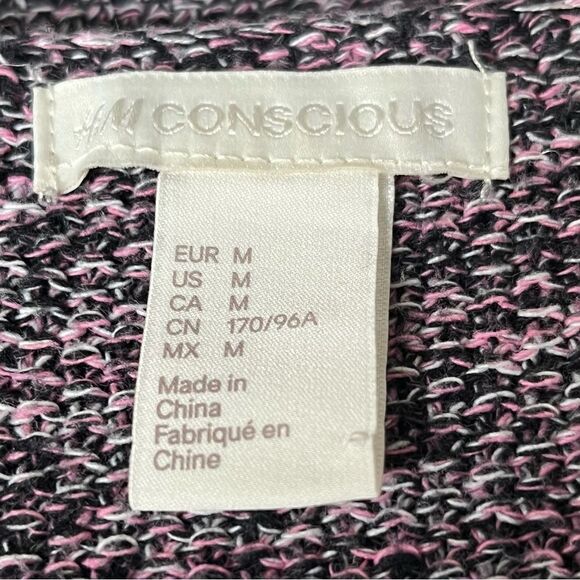 H&M CONSCIOUS
EUR M
US M
CA M
CN 170/96A
MX M
Made in
China
Fabriqué en
Chine